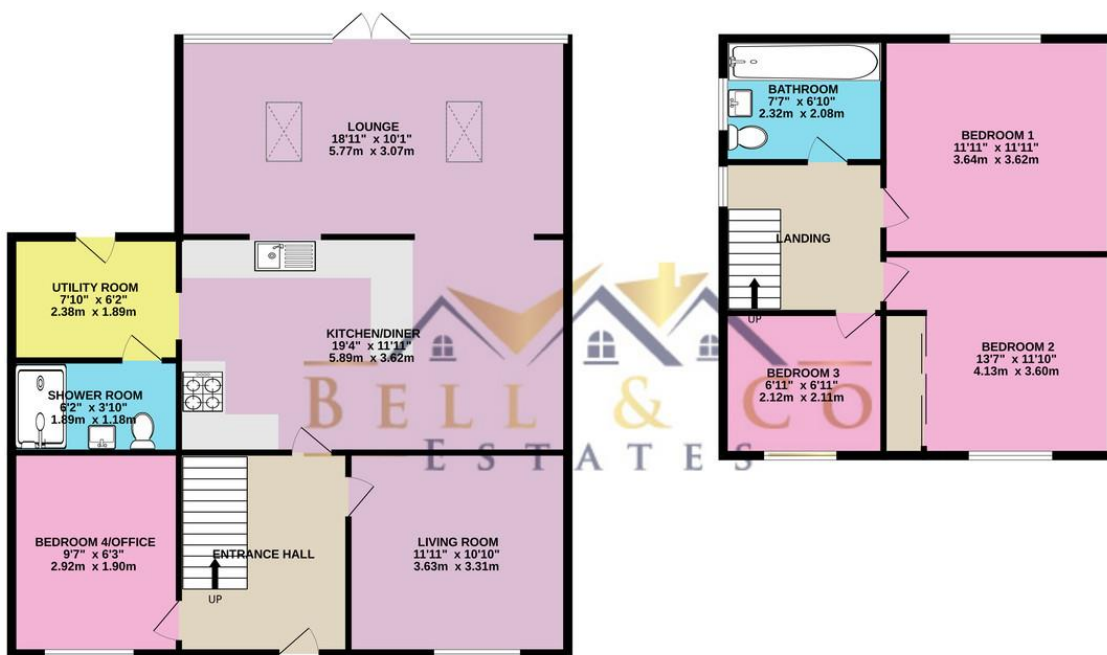 LOUNGE
18'11" x 10'1"
5.77m x 3.07m
UTILITY ROOM
7'10" x 6'2"
2.38m x 1.89m
KITCHEN/DINER
19'4" x 11'11"
5.89m x 3.62m
SHOWER ROOM
6'2" x 3'10"
1.89m x 1.18m
BEDROOM 4/OFFICE
9'7" x 6'3"
2.92m x 1.90m
ENTRANCE HALL
UP
LIVING ROOM
11'11" x 10'10"
3.63m x 3.31m
BATHROOM
7'7" x 6'10"
2.32m x 2.08m
BEDROOM 1
11'11" x 11'11"
3.64m x 3.62m
LANDING
UP
BEDROOM 2
13'7" x 11'10"
4.13m x 3.60m
BEDROOM 3
6'11" x 6'11"
2.12m x 2.11m
BELL & CO
ESTATES